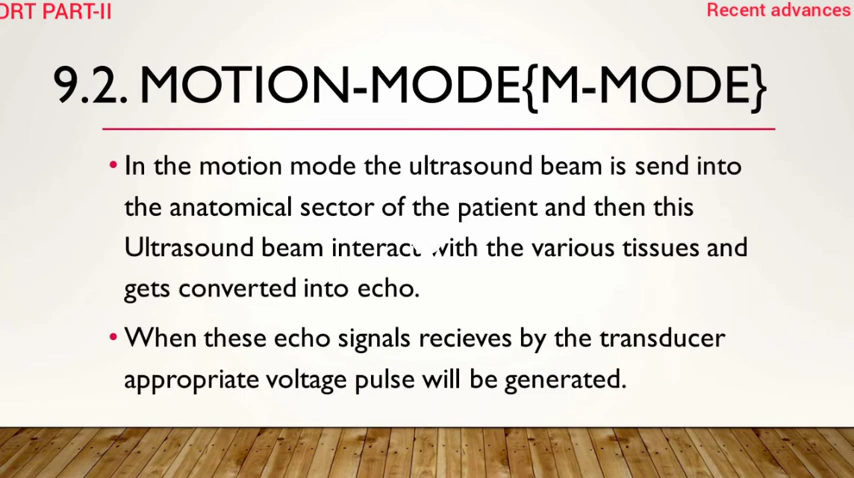 ORT PART-II
Recent advances
9.2. MOTION-MODE{M-MODE}
• In the motion mode the ultrasound beam is send into
the anatomical sector of the patient and then this
Ultrasound beam interact with the various tissues and
gets converted into echo.
• When these echo signals recieves by the transducer
appropriate voltage pulse will be generated.